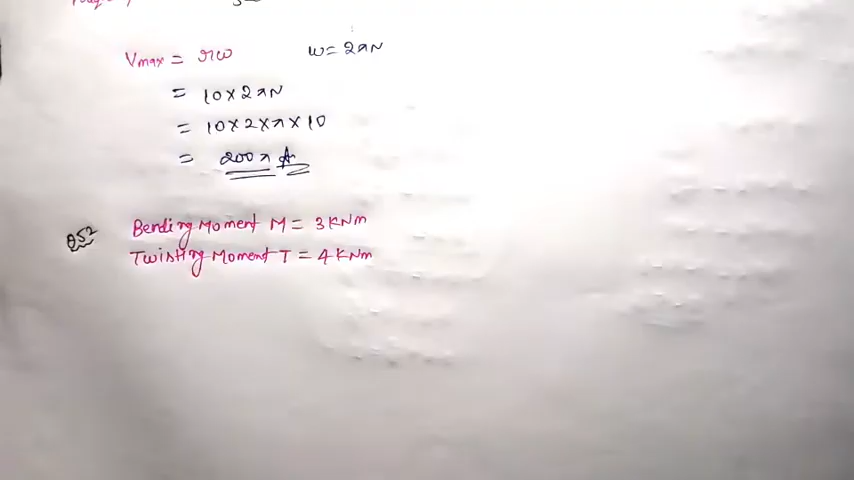 Vmax = rω ω = 2πN
= 10×2πN
= 10×2×π×10
= 200π A
Q52 Bending Moment M = 3 KNm
Twisting Moment T = 4 KNm